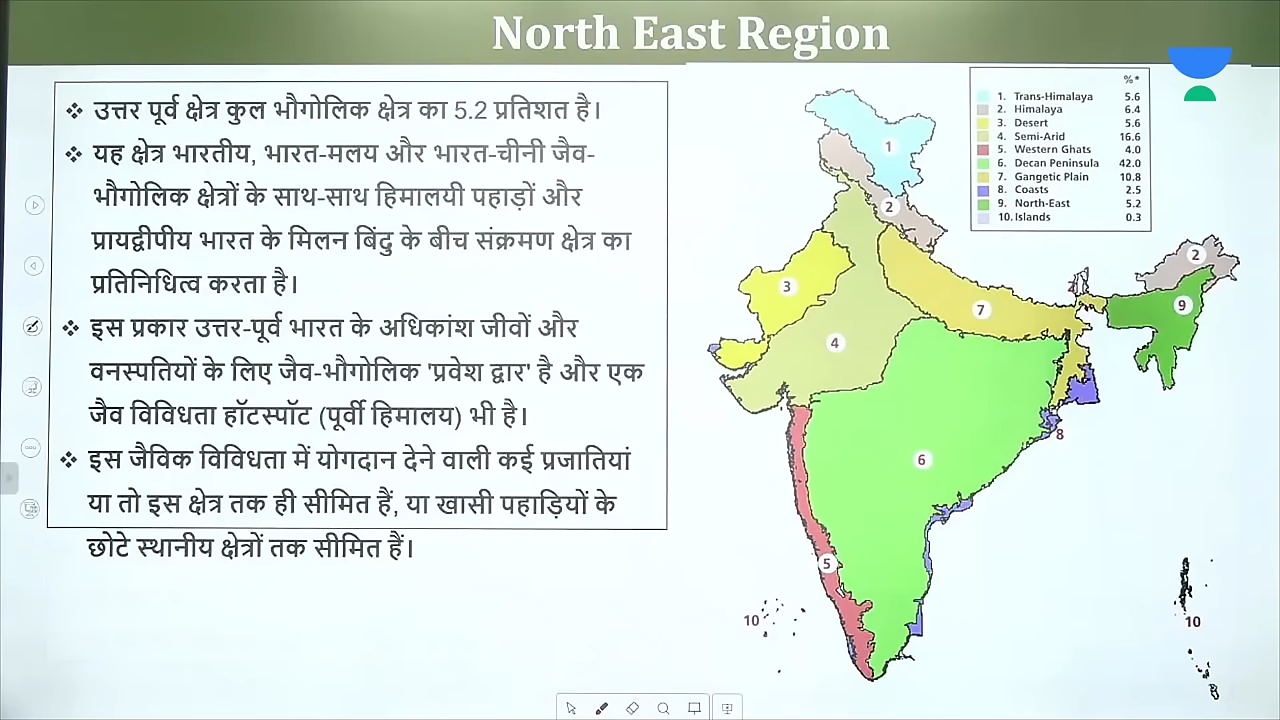 North East Region
❖ उत्तर पूर्व क्षेत्र कुल भौगोलिक क्षेत्र का 5.2 प्रतिशत है।
❖ यह क्षेत्र भारतीय, भारत-मलय और भारत-चीनी जैव-
भौगोलिक क्षेत्रों के साथ-साथ हिमालयी पहाड़ों और
प्रायद्वीपीय भारत के मिलन बिंदु के बीच संक्रमण क्षेत्र का
प्रतिनिधित्व करता है।
❖ इस प्रकार उत्तर-पूर्व भारत के अधिकांश जीवों और
वनस्पतियों के लिए जैव-भौगोलिक 'प्रवेश द्वार' है और एक
जैव विविधता हॉटस्पॉट (पूर्वी हिमालय) भी है।
❖ इस जैविक विविधता में योगदान देने वाली कई प्रजातियां
या तो इस क्षेत्र तक ही सीमित हैं, या खासी पहाड़ियों के
छोटे स्थानीय क्षेत्रों तक सीमित हैं।
%*
1. Trans-Himalaya 5.6
2. Himalaya 6.4
3. Desert 5.6
4. Semi-Arid 16.6
5. Western Ghats 4.0
6. Decan Peninsula 42.0
7. Gangetic Plain 10.8
8. Coasts 2.5
9. North-East 5.2
10. Islands 0.3
1
2
2
3
2
9
7
4
8
6
5
10
10